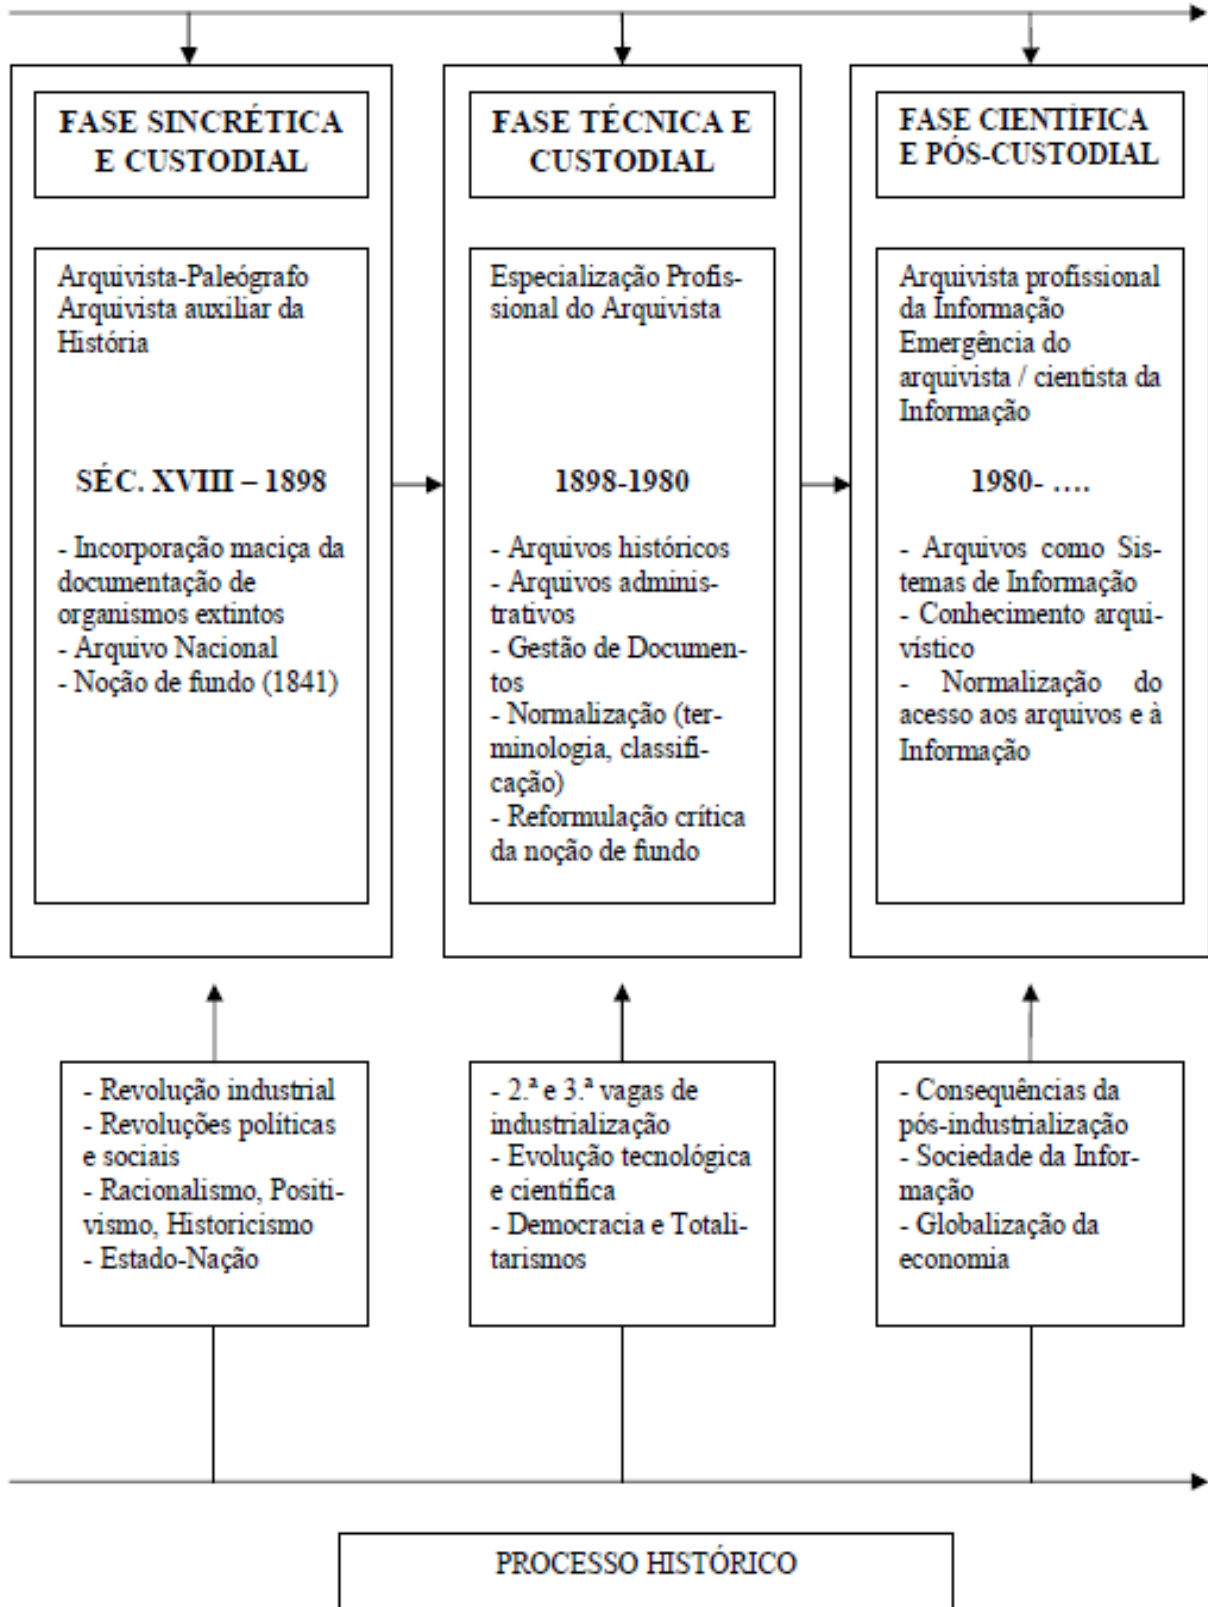 FASE SINCRÉTICA
E CUSTODIAL
Arquivista-Paleógrafo
Arquivista auxiliar da
História
SÉC. XVIII – 1898
- Incorporação maciça da
documentação de
organismos extintos
- Arquivo Nacional
- Noção de fundo (1841)
FASE TÉCNICA E
CUSTODIAL
Especialização Profis-
sional do Arquivista
1898-1980
- Arquivos históricos
- Arquivos adminis-
trativos
- Gestão de Documen-
tos
- Normalização (ter-
minologia, classifi-
cação)
- Reformulação crítica
da noção de fundo
FASE CIENTÍFICA
E PÓS-CUSTODIAL
Arquivista profissional
da Informação
Emergência do
arquivista / cientista da
Informação
1980- ....
- Arquivos como Sis-
temas de Informação
- Conhecimento arqui-
vístico
- Normalização do
acesso aos arquivos e à
Informação
- Revolução industrial
- Revoluções políticas
e sociais
- Racionalismo, Positi-
vismo, Historicismo
- Estado-Nação
- 2.ª e 3.ª vagas de
industrialização
- Evolução tecnológica
e científica
- Democracia e Totali-
tarismos
- Consequências da
pós-industrialização
- Sociedade da Infor-
mação
- Globalização da
economia
PROCESSO HISTÓRICO